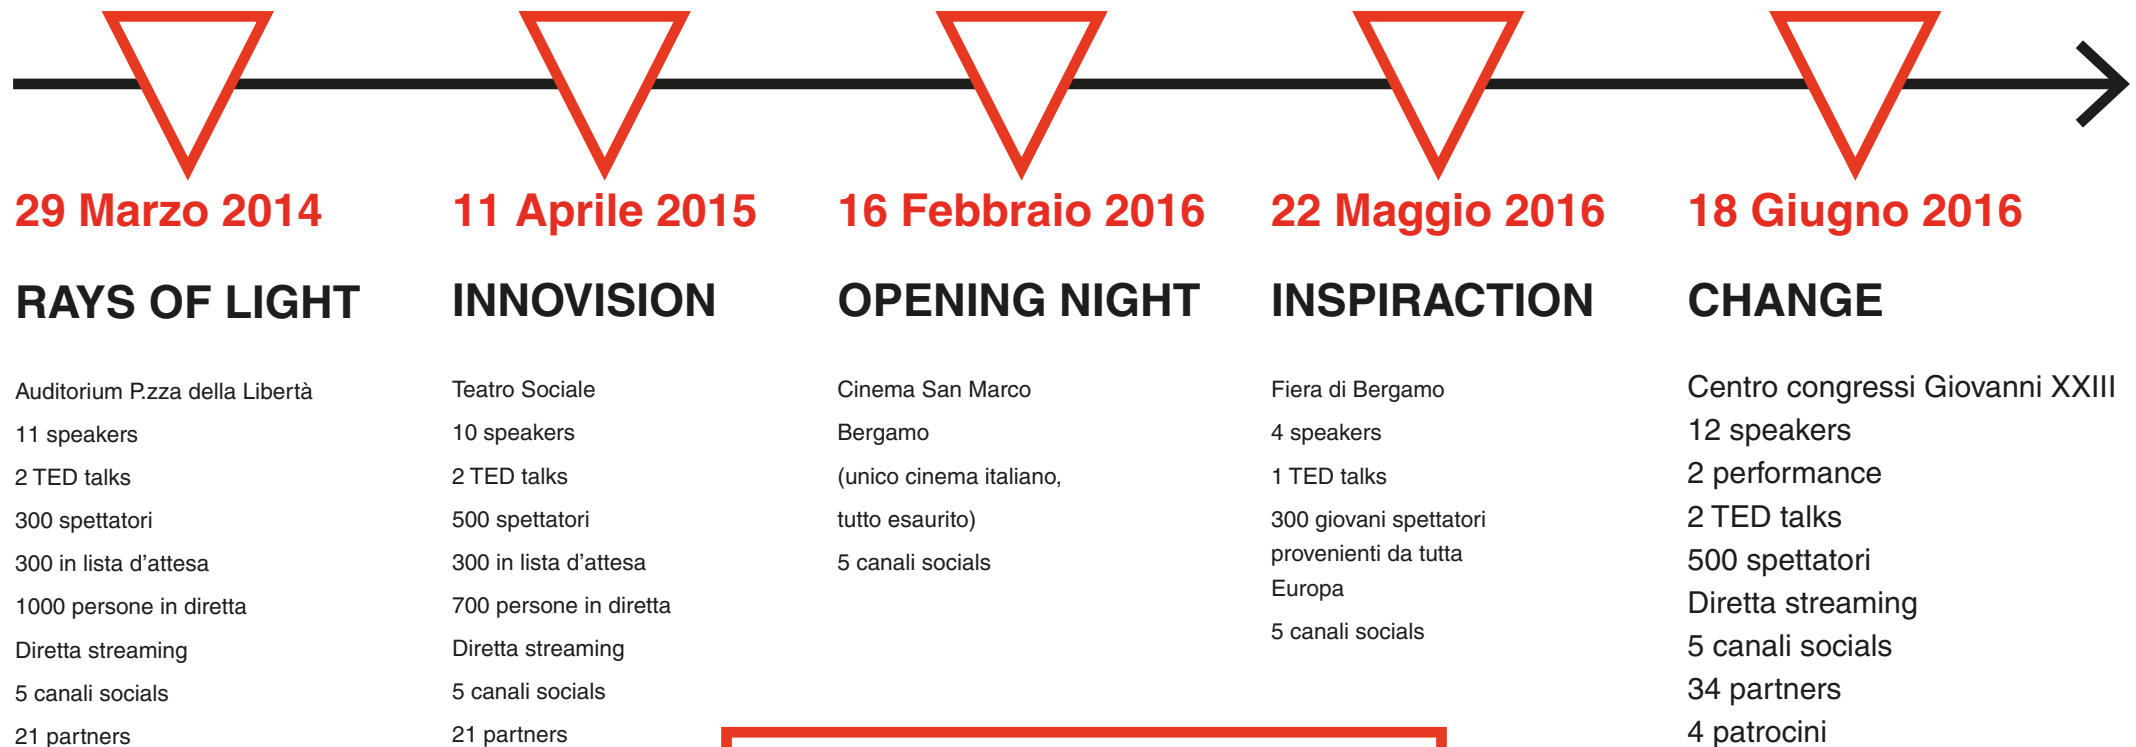 29 Marzo 2014
RAYS OF LIGHT
Auditorium P.zza della Libertà
11 speakers
2 TED talks
300 spettatori
300 in lista d'attesa
1000 persone in diretta
Diretta streaming
5 canali socials
21 partners
11 Aprile 2015
INNOVISION
Teatro Sociale
10 speakers
2 TED talks
500 spettatori
300 in lista d'attesa
700 persone in diretta
Diretta streaming
5 canali socials
21 partners
16 Febbraio 2016
OPENING NIGHT
Cinema San Marco
Bergamo
(unico cinema italiano,
tutto esaurito)
5 canali socials
22 Maggio 2016
INSPIRACTION
Fiera di Bergamo
4 speakers
1 TED talks
300 giovani spettatori
provenienti da tutta
Europa
5 canali socials
18 Giugno 2016
CHANGE
Centro congressi Giovanni XXIII
12 speakers
2 performance
2 TED talks
500 spettatori
Diretta streaming
5 canali socials
34 partners
4 patrocini